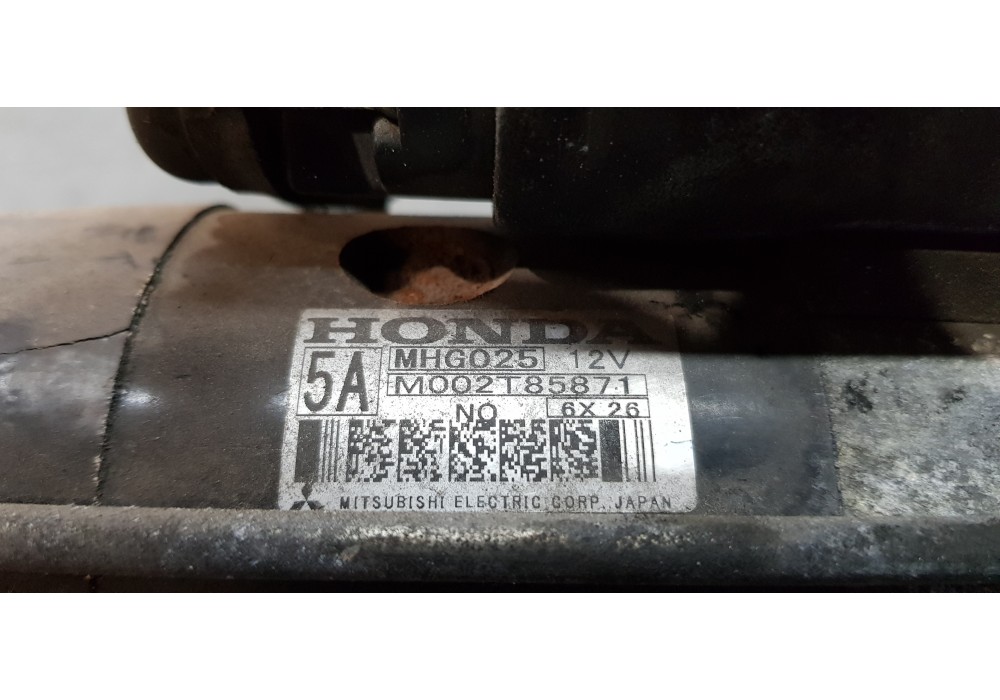 HONDA
5A MHG025 12V
M002T85871
NO 6X 26
MITSUBISHI ELECTRIC CORP. JAPAN